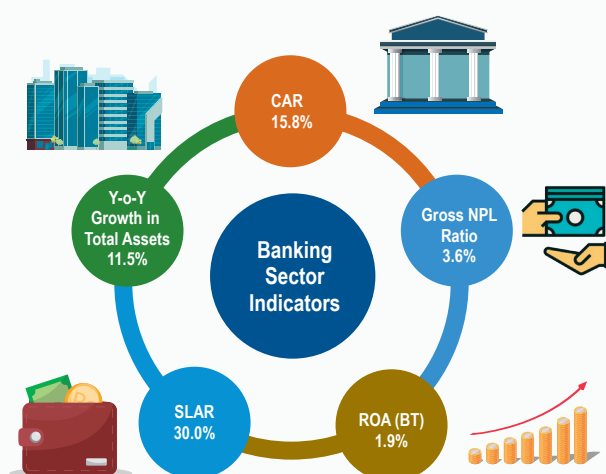 CAR
15.8%
Y-o-Y
Growth in
Total Assets
11.5%
Gross NPL
Ratio
3.6%
Banking
Sector
Indicators
SLAR
30.0%
ROA (BT)
1.9%